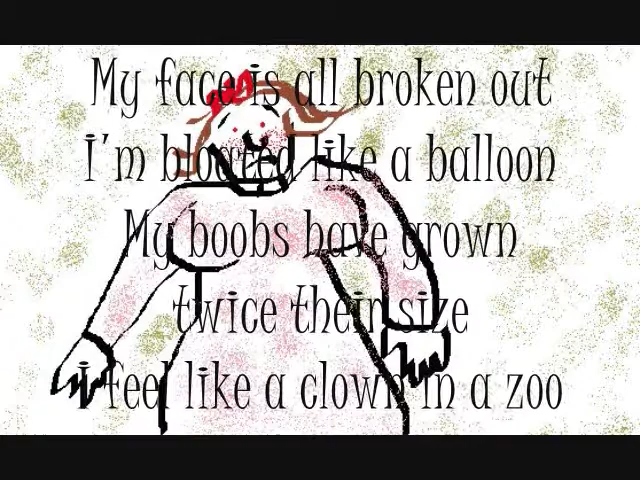 My face is all broken out
I'm bloated like a balloon
My boobs have grown
twice their size
i feel like a clown in a zoo